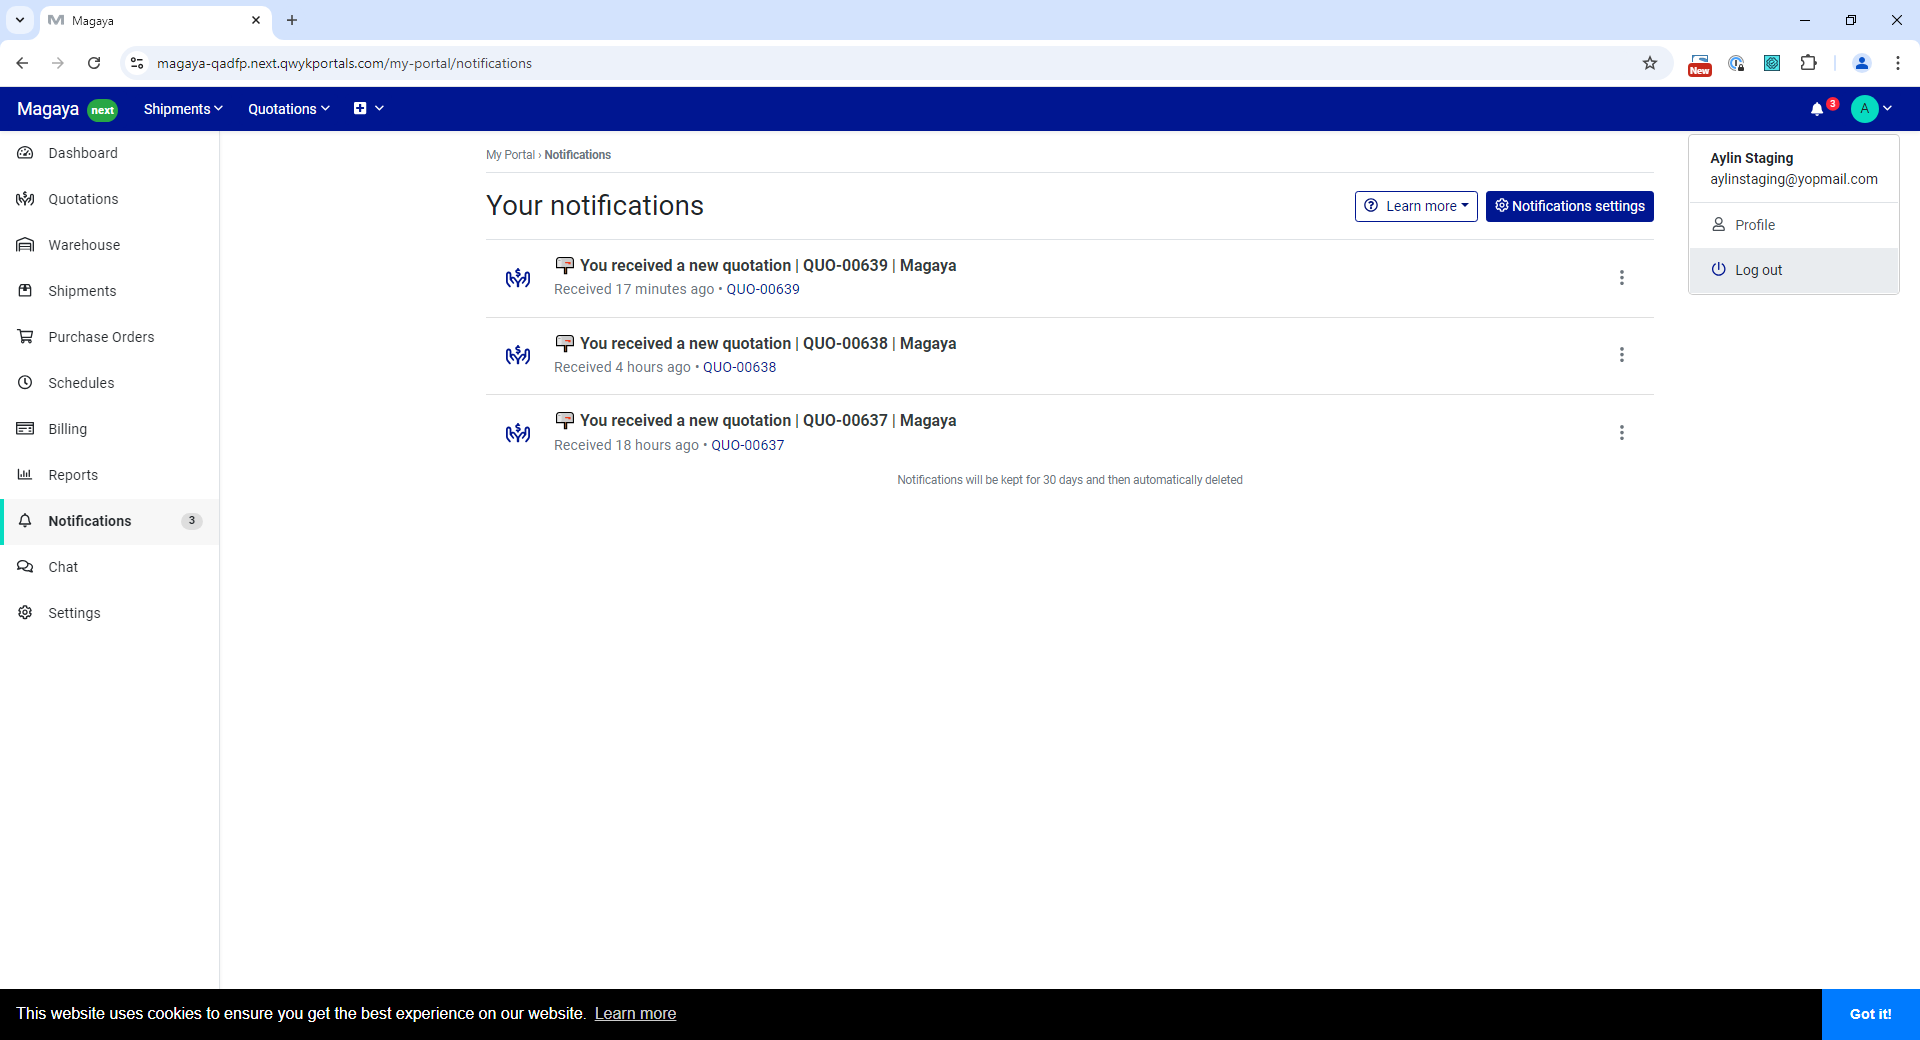 Magaya
magaya-qadfp.next.qwykportals.com/my-portal/notifications
New
Magaya next Shipments Quotations 3 A
Dashboard
Quotations
Warehouse
Shipments
Purchase Orders
Schedules
Billing
Reports
Notifications 3
Chat
Settings
My Portal › Notifications
Your notifications
Learn more
Notifications settings
You received a new quotation | QUO-00639 | Magaya
Received 17 minutes ago • QUO-00639
You received a new quotation | QUO-00638 | Magaya
Received 4 hours ago • QUO-00638
You received a new quotation | QUO-00637 | Magaya
Received 18 hours ago • QUO-00637
Notifications will be kept for 30 days and then automatically deleted
Aylin Staging
aylinstaging@yopmail.com
Profile
Log out
This website uses cookies to ensure you get the best experience on our website. Learn more
Got it!